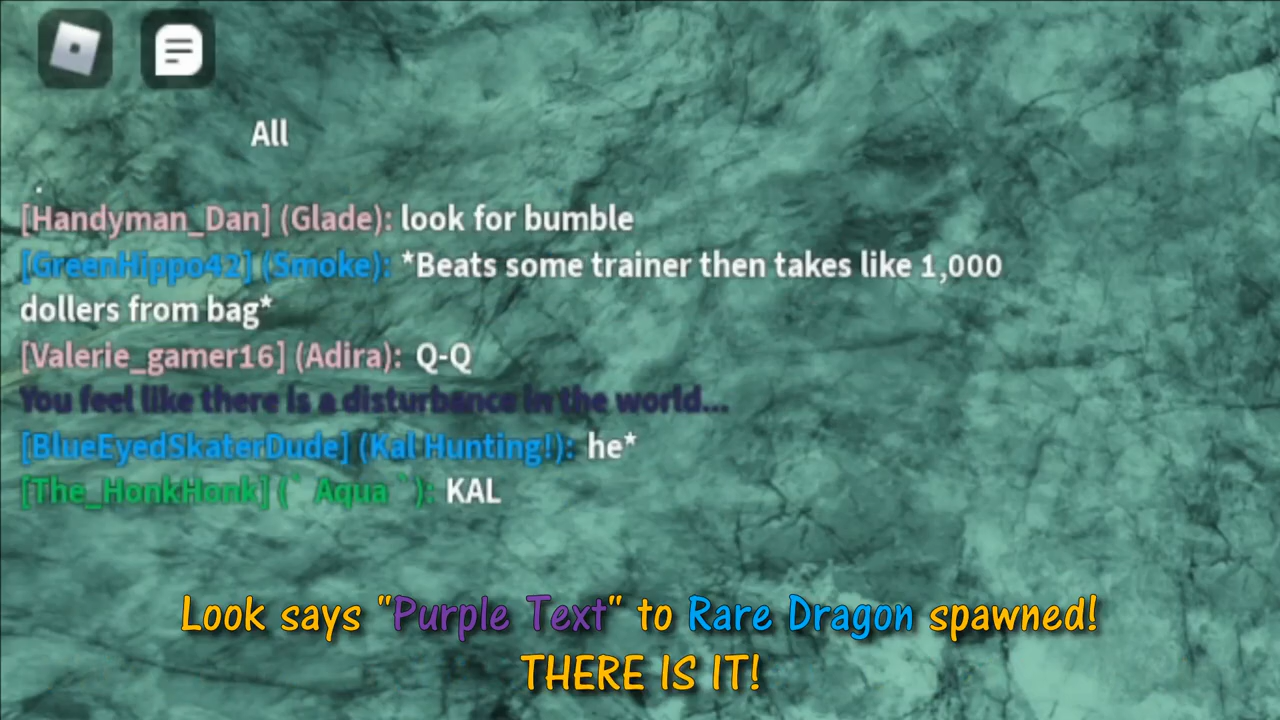 All
.
[Handyman_Dan] (Glade): look for bumble
[GreenHippo42] (Smoke): *Beats some trainer then takes like 1,000
dollers from bag*
[Valerie_gamer16] (Adira): Q-Q
You feel like there is a disturbance in the world...
[BlueEyedSkaterDude] (Kal Hunting!): he*
[The_HonkHonk] (` Aqua `): KAL
Look says "Purple Text" to Rare Dragon spawned!
THERE IS IT!